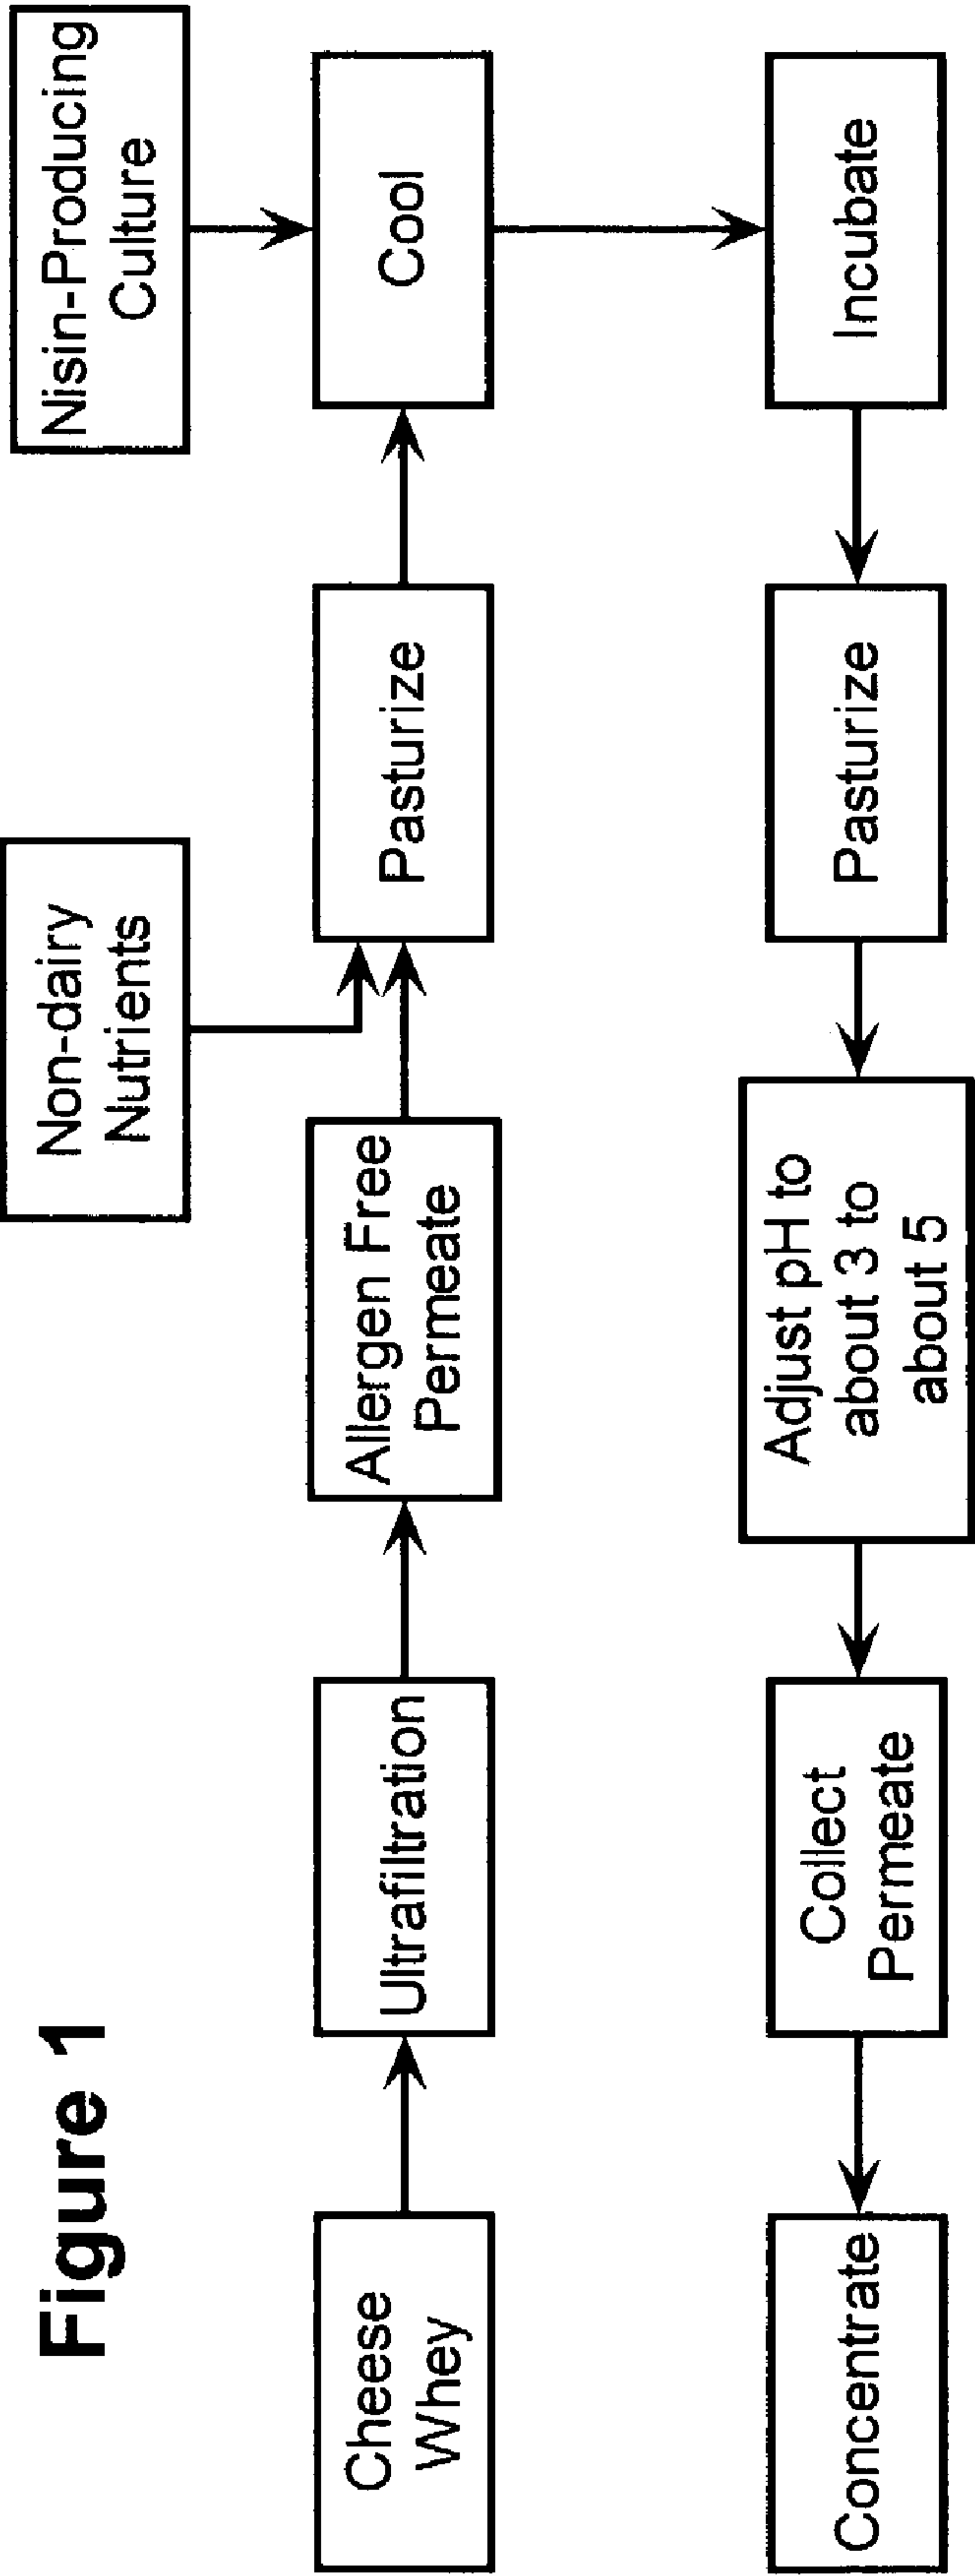 Figure 1
Non-dairy
Nutrients
Nisin-Producing
Culture
Cheese
Whey
Ultrafiltration
Allergen Free
Permeate
Pasturize
Cool
Concentrate
Collect
Permeate
Adjust pH to
about 3 to
about 5
Pasturize
Incubate